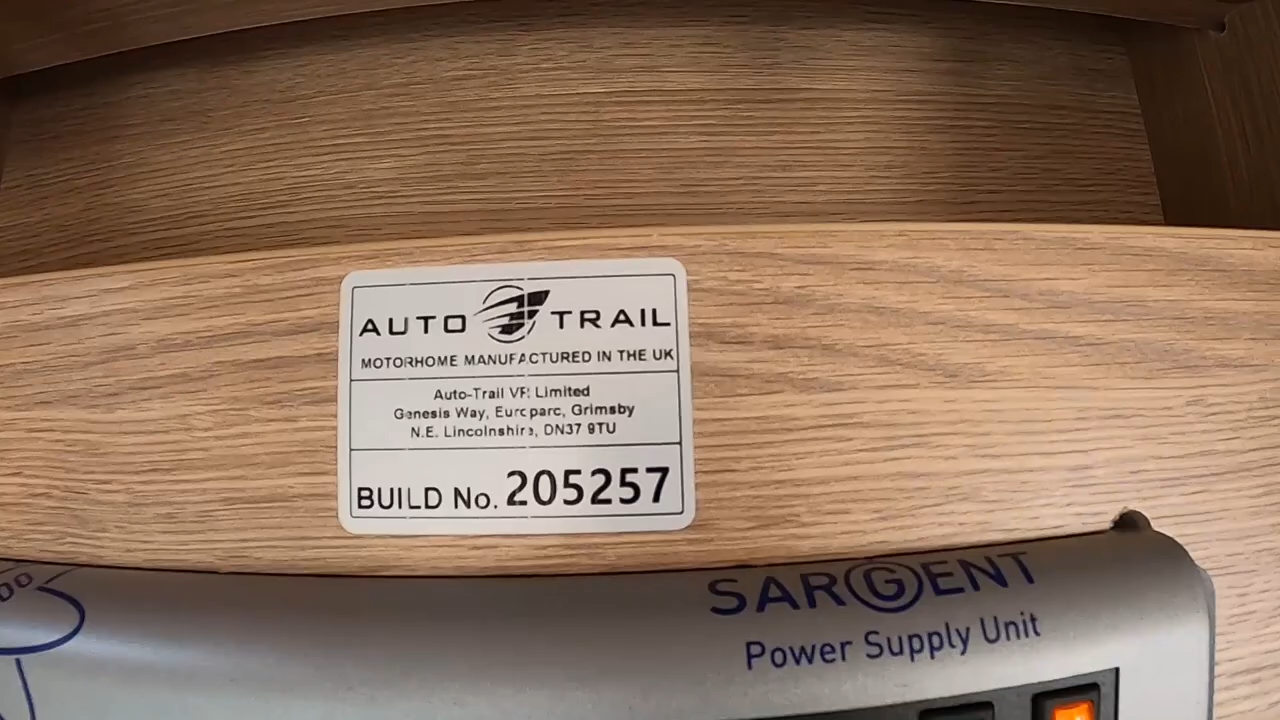 AUTO TRAIL
MOTORHOME MANUFACTURED IN THE UK
Auto-Trail VR Limited
Genesis Way, Europarc, Grimsby
N.E. Lincolnshire, DN37 9TU
BUILD No. 205257
SARGENT
Power Supply Unit